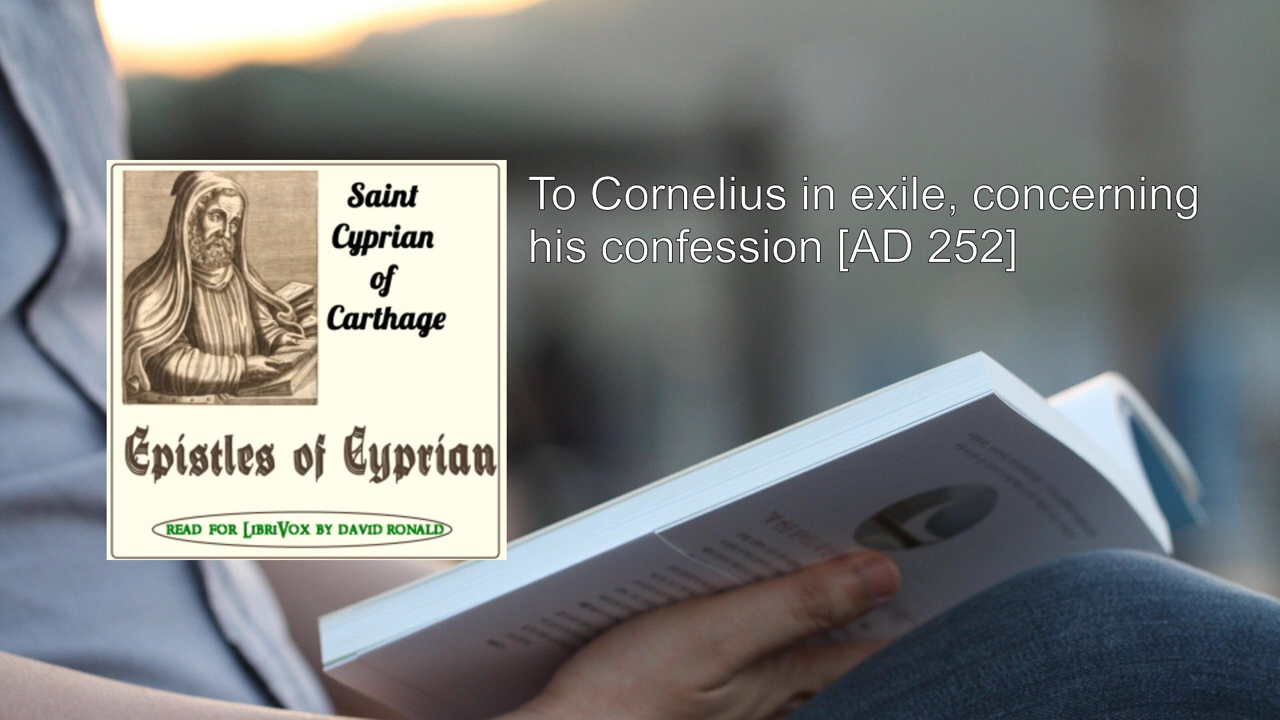 Saint
Cyprian
of
Carthage
Epistles of Cyprian
READ FOR LIBRIVOX BY DAVID RONALD
To Cornelius in exile, concerning
his confession [AD 252]